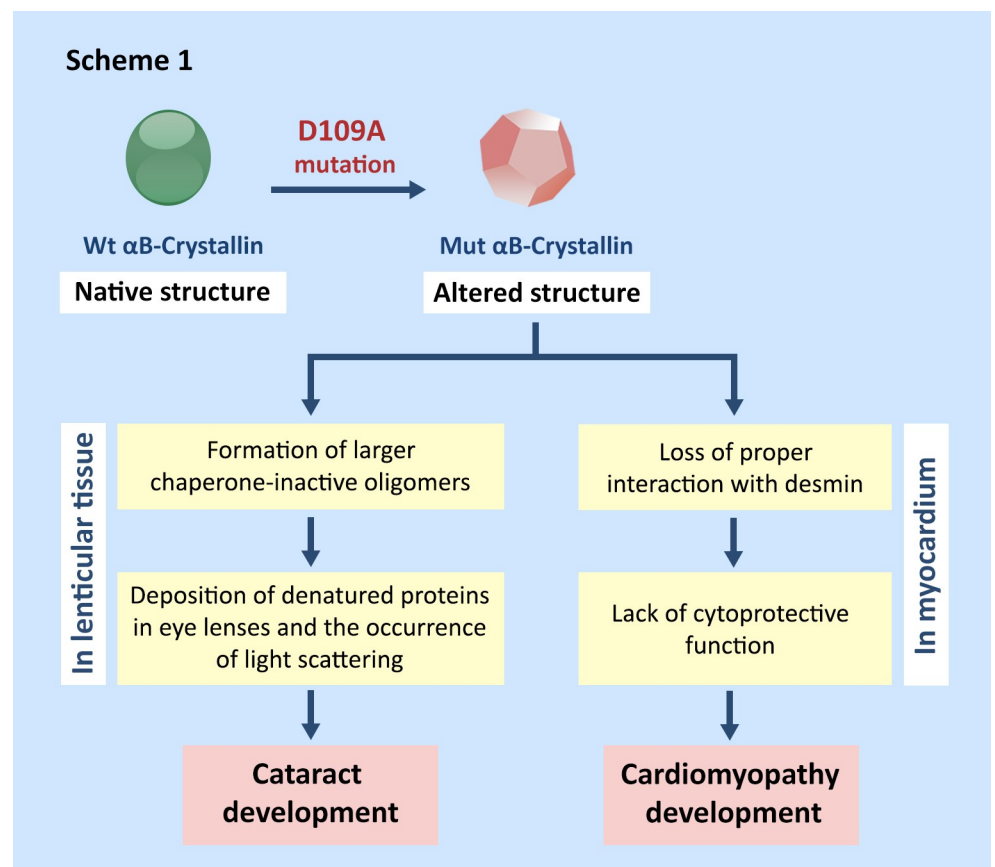 Scheme 1
D109A
mutation
Wt αB-Crystallin
Native structure
Mut αB-Crystallin
Altered structure
In lenticular tissue
Formation of larger
chaperone-inactive oligomers
Deposition of denatured proteins
in eye lenses and the occurrence
of light scattering
Cataract
development
Loss of proper
interaction with desmin
Lack of cytoprotective
function
Cardiomyopathy
development
In myocardium